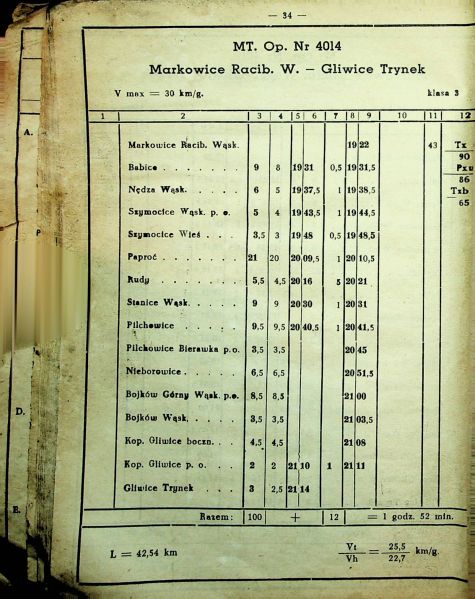 — 34 —
MT. Op. Nr 4014
Markowice Racib. W. – Gliwice Trynek
V max = 30 km/g. klasa 3
1 2 3 4 5 6 7 8 9 10 11 12
A.
Markowice Racib. Wąsk. 19 22 43 Tx
90
Babice . . . . . . . 9 8 19 31 0,5 19 31,5 Pxu
86
Nędza Wąsk. . . . . . 6 5 19 37,5 1 19 38,5 Txb
65
Szymocice Wąsk. p. o. 5 4 19 43,5 1 19 44,5
Szymocice Wieś . . . 3,5 3 19 48 0,5 19 48,5
Paproć . . . . . . . 21 20 20 09,5 1 20 10,5
Rudy . . . . . . . 5,5 4,5 20 16 5 20 21
Stanice Wąsk. . . . . 9 9 20 30 1 20 31
Pilchowice . . . . . 9,5 9,5 20 40,5 1 20 41,5
Pilchowice Bierawka p.o. 3,5 3,5 20 45
Nieborowice . . . . . 6,5 6,5 20 51,5
Bojków Górny Wąsk. p.o. 8,5 8,5 21 00
D.
Bojków Wąsk. . . . . 3,5 3,5 21 03,5
Kop. Gliwice boczn. . . 4,5 4,5 21 08
Kop. Gliwice p. o. . . 2 2 21 10 1 21 11
Gliwice Trynek . . . 3 2,5 21 14
E.
Razem: 100 + 12 = 1 godz. 52 min.
L = 42,54 km Vt / Vh = 25,5 / 22,7 km/g.